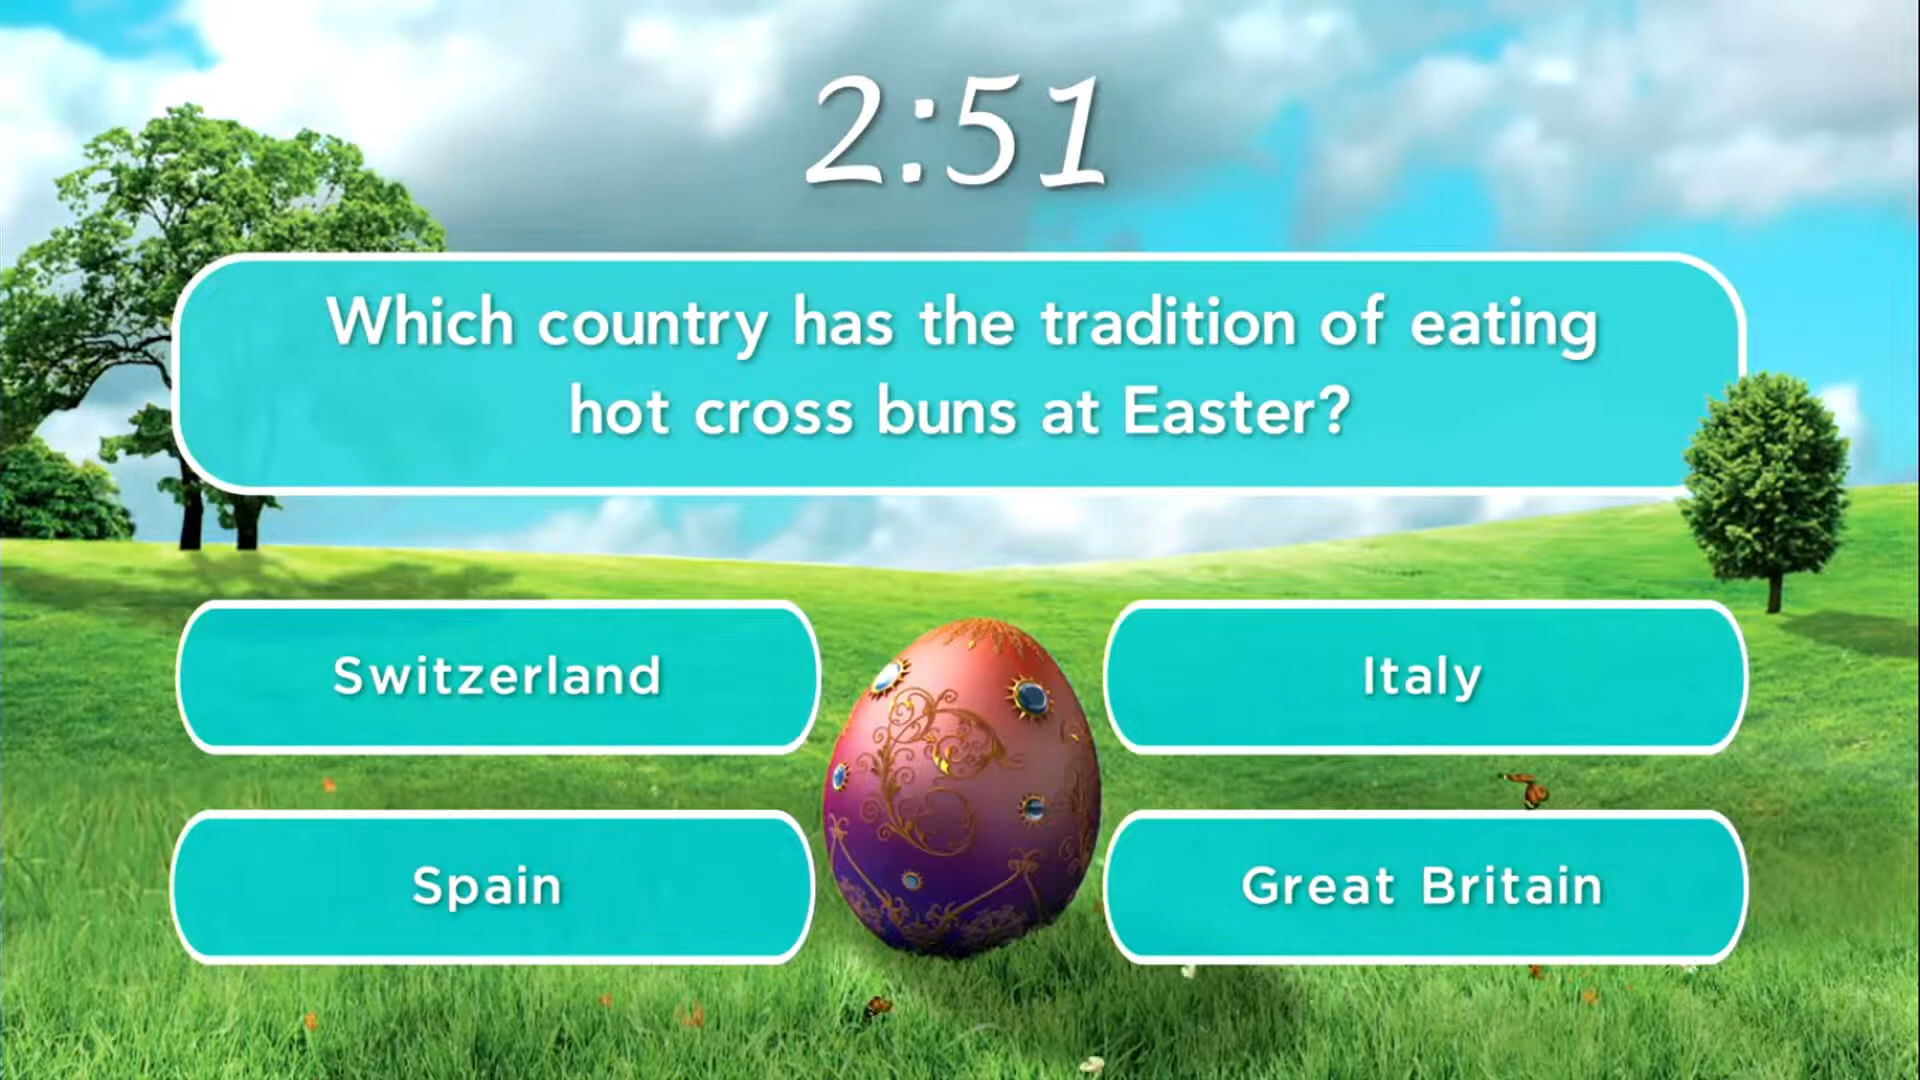 2:51
Which country has the tradition of eating
hot cross buns at Easter?
Switzerland
Italy
Spain
Great Britain